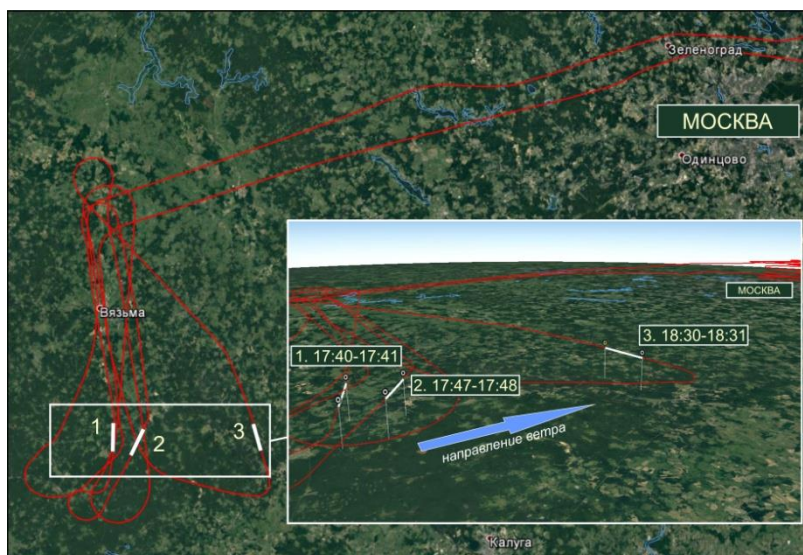 Зеленоград
МОСКВА
Одинцово
МОСКВА
3. 18:30-18:31
1. 17:40-17:41
2. 17:47-17:48
направление ветра
Вязьма
1
2
3
Калуга